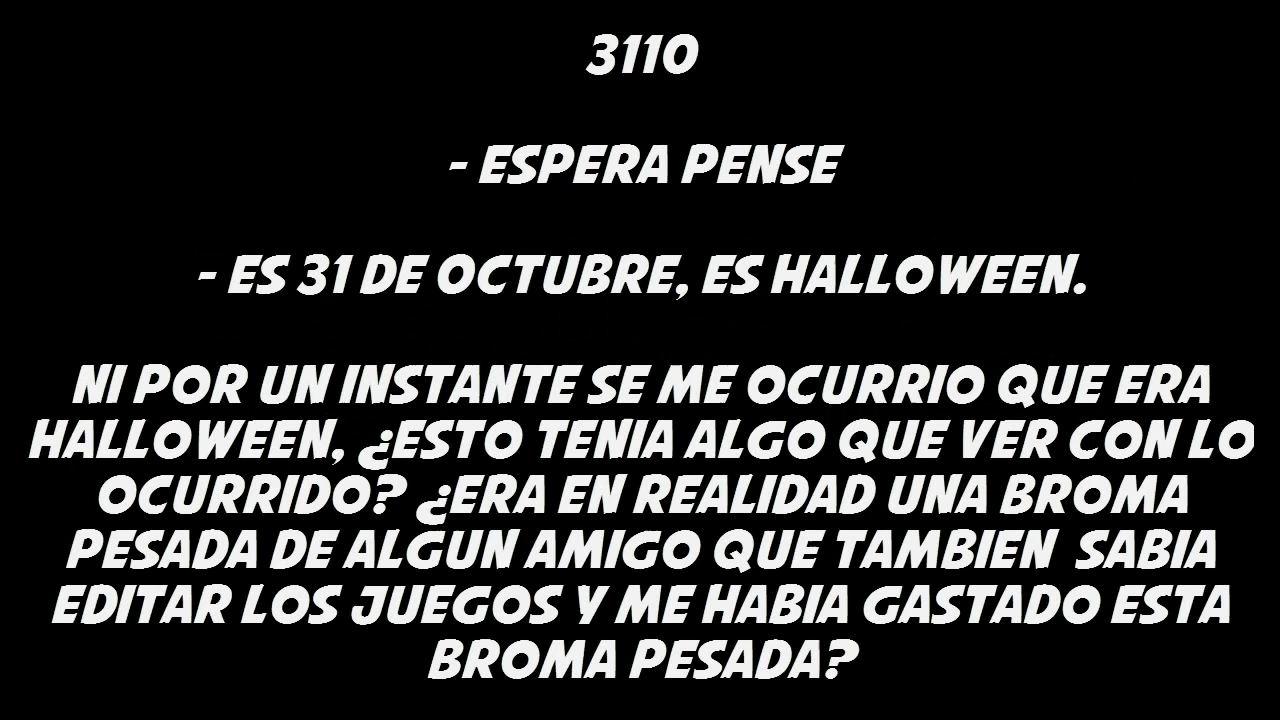 3110
- ESPERA PENSE
- ES 31 DE OCTUBRE, ES HALLOWEEN.
NI POR UN INSTANTE SE ME OCURRIO QUE ERA
HALLOWEEN, ¿ESTO TENIA ALGO QUE VER CON LO
OCURRIDO? ¿ERA EN REALIDAD UNA BROMA
PESADA DE ALGUN AMIGO QUE TAMBIEN SABIA
EDITAR LOS JUEGOS Y ME HABIA GASTADO ESTA
BROMA PESADA?